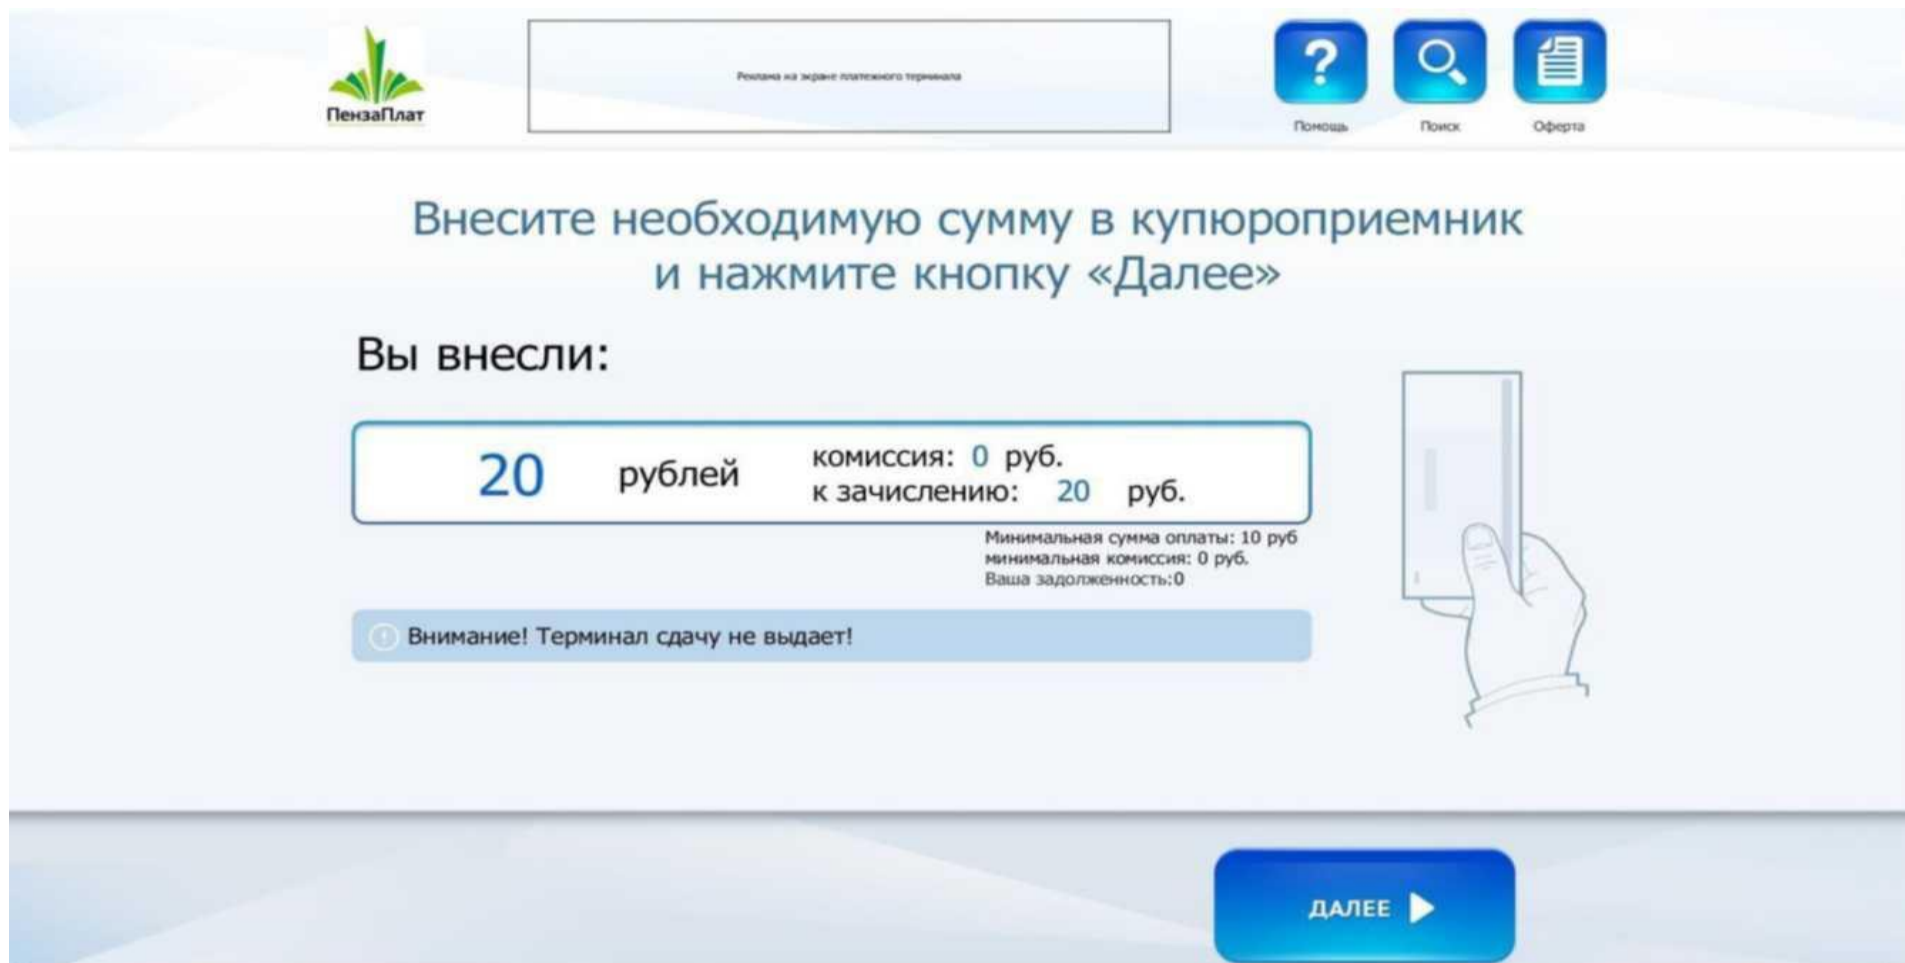 ПензаПлат
Реклама на экране платежного терминала
Помощь
Поиск
Оферта
Внесите необходимую сумму в купюроприемник
и нажмите кнопку «Далее»
Вы внесли:
20 рублей
комиссия: 0 руб.
к зачислению: 20 руб.
Минимальная сумма оплаты: 10 руб
минимальная комиссия: 0 руб.
Ваша задолженность:0
Внимание! Терминал сдачу не выдает!
ДАЛЕЕ